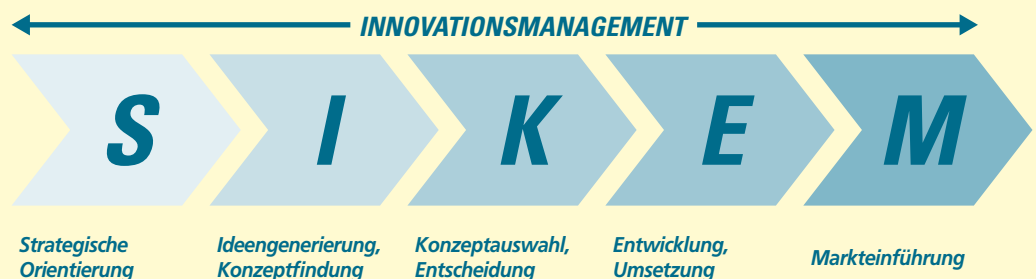 INNOVATIONSMANAGEMENT
S I K E M
Strategische
Orientierung
Ideengenerierung,
Konzeptfindung
Konzeptauswahl,
Entscheidung
Entwicklung,
Umsetzung
Markteinführung